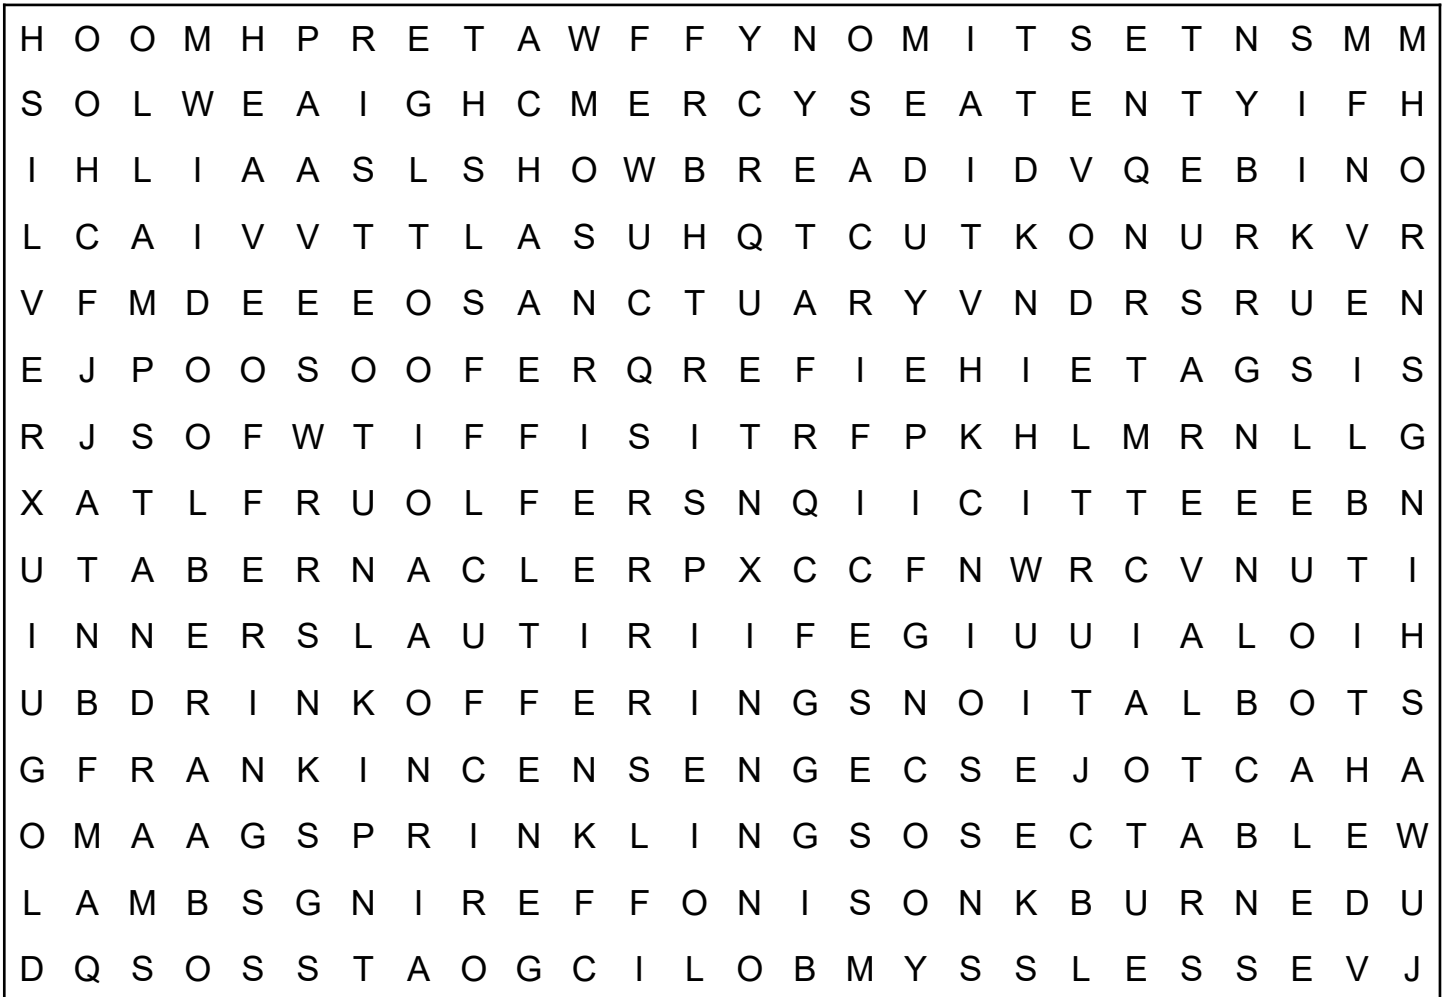 H O O M H P R E T A W F F Y N O M I T S E T N S M M
S O L W E A I G H C M E R C Y S E A T E N T Y I F H
I H L I A A S L S H O W B R E A D I D V Q E B I N O
L C A I V V T T L A S U H Q T C U T K O N U R K V R
V F M D E E E O S A N C T U A R Y V N D R S R U E N
E J P O O S O O F E R Q R E F I E H I E T A G S I S
R J S O F W T I F F I S I T R F P K H L M R N L L G
X A T L F R U O L F E R S N Q I I C I T T E E E B N
U T A B E R N A C L E R P X C C F N W R C V N U T I
I N N E R S L A U T I R I I F E G I U U I A L O I H
U B D R I N K O F F E R I N G S N O I T A L B O T S
G F R A N K I N C E N S E N G E C S E J O T C A H A
O M A A G S P R I N K L I N G S O S E C T A B L E W
L A M B S G N I R E F F O N I S O N K B U R N E D U
D Q S O S S T A O G C I L O B M Y S S L E S S E V J